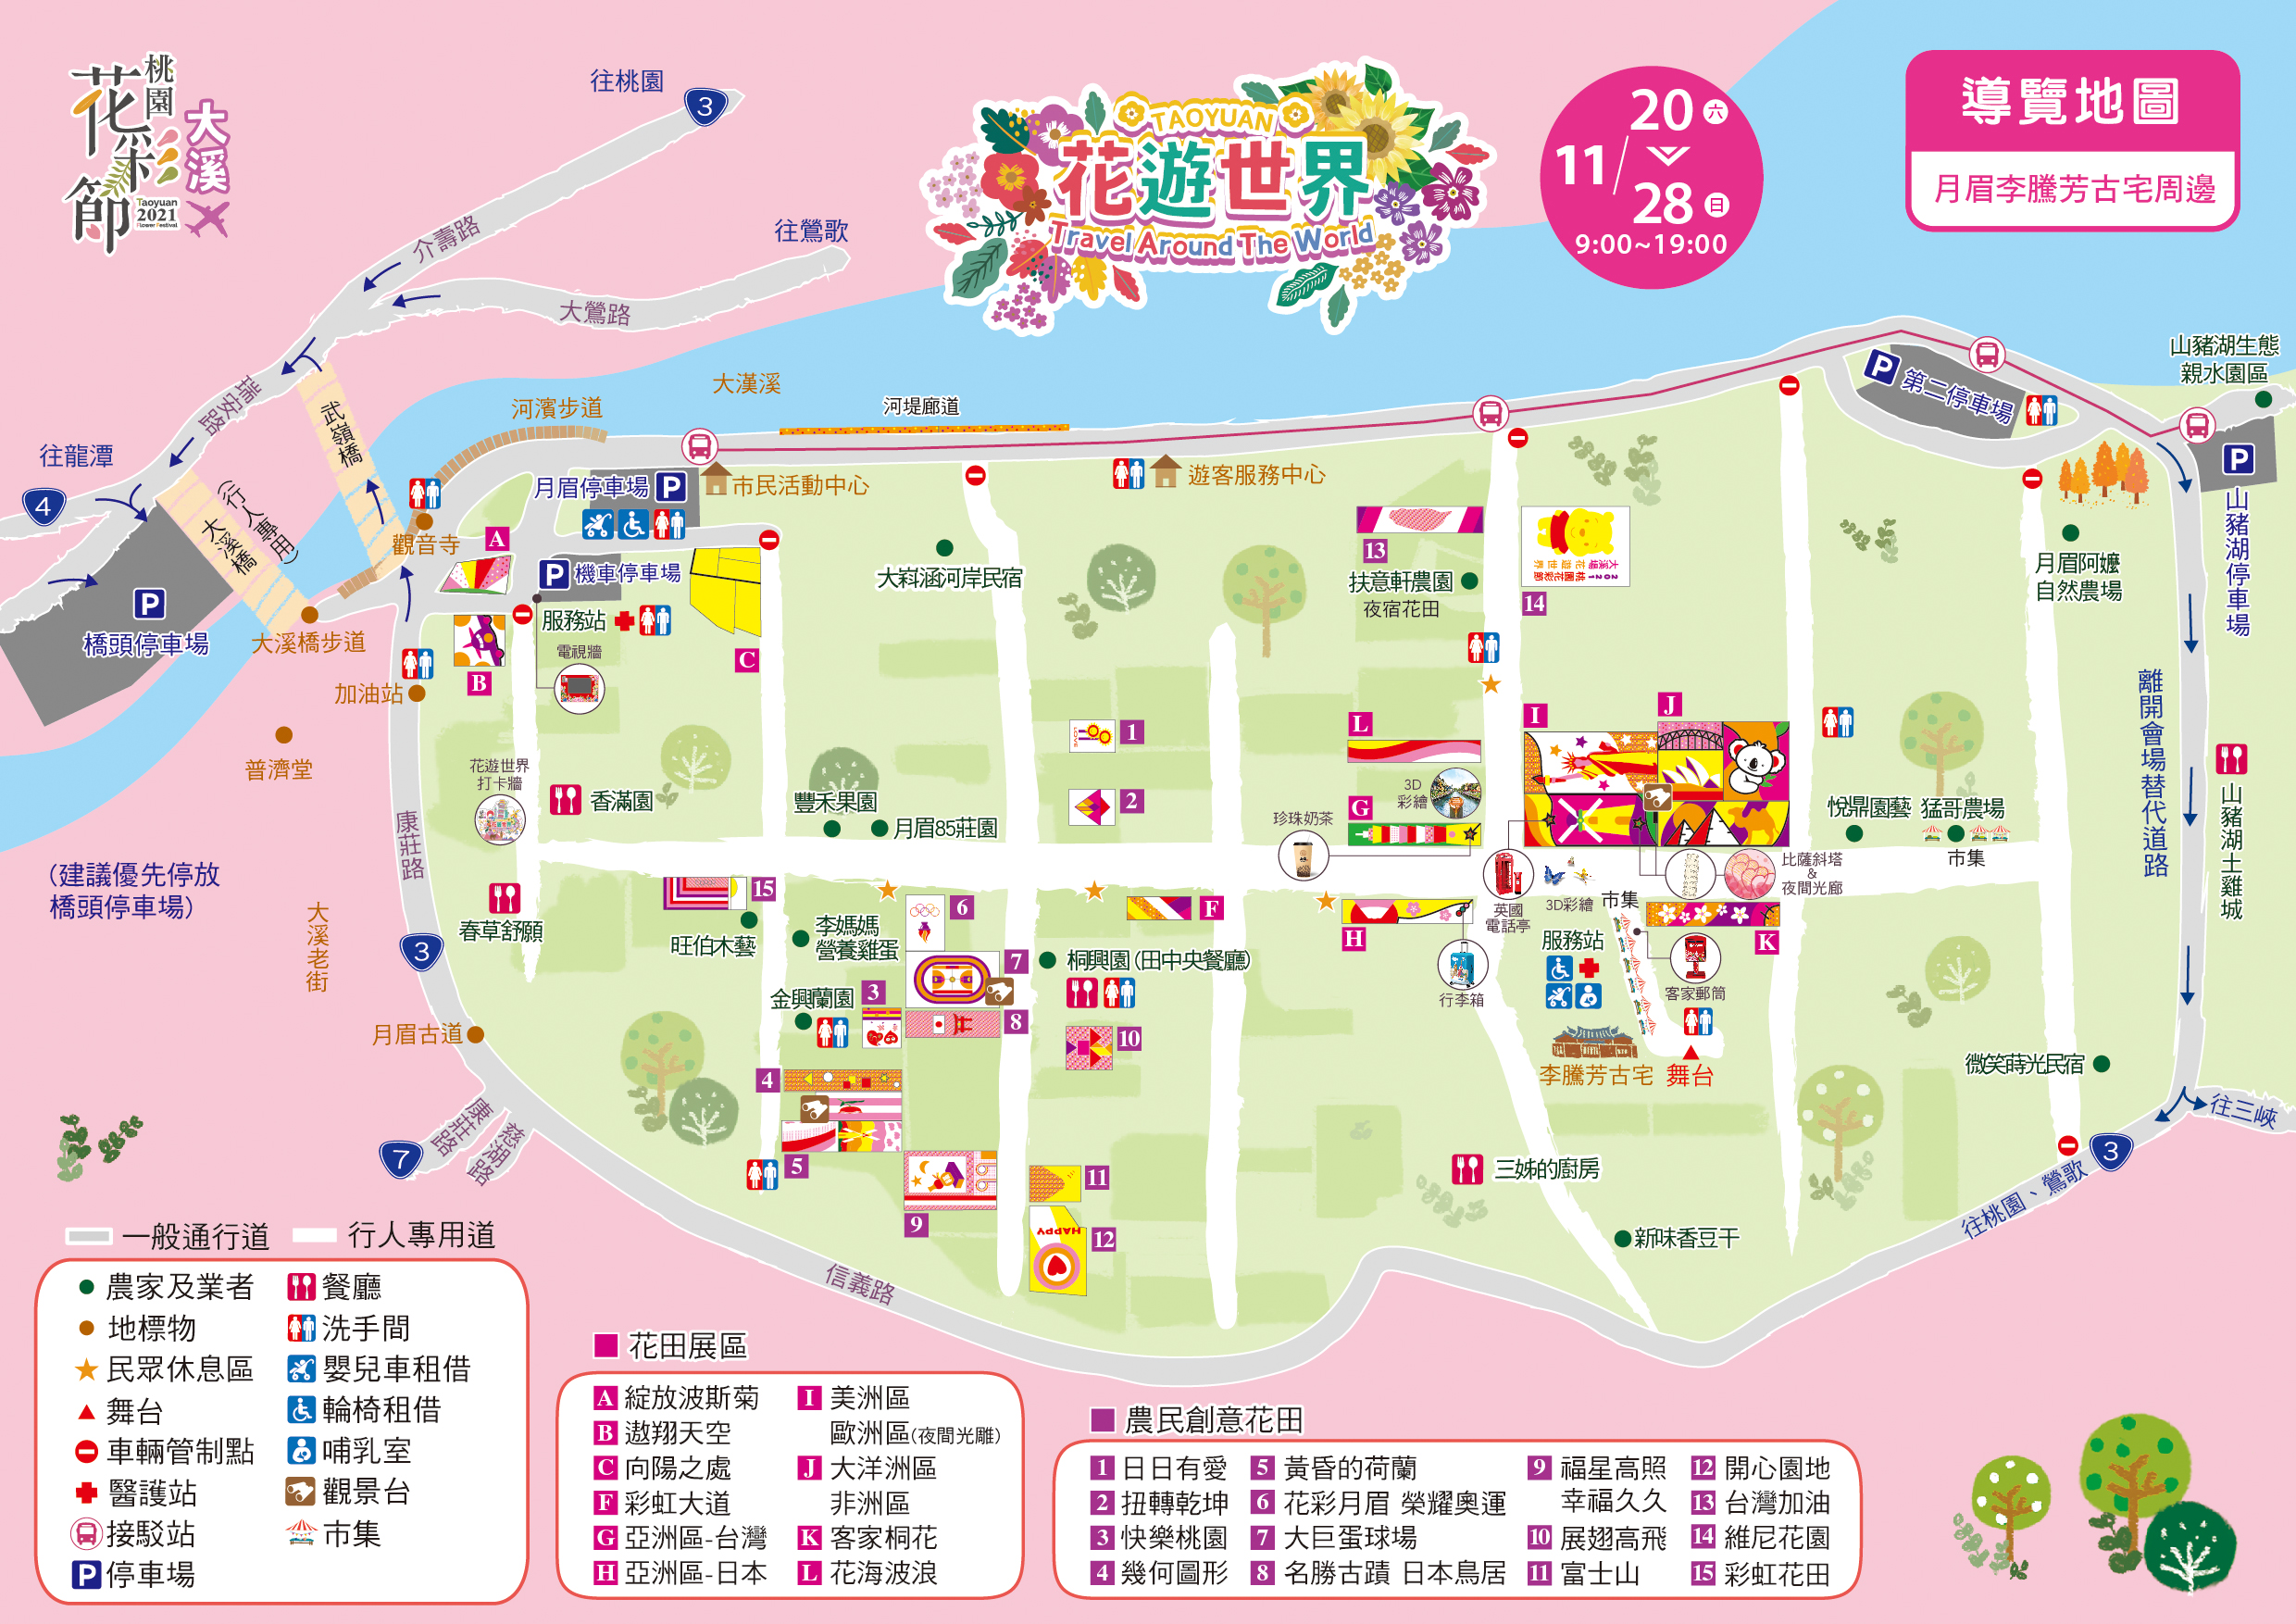 桃園
花彩節
Taoyuan
2021
Flower Festival
大溪
TAOYUAN
花遊世界
Travel Around The World
11/20 六
28 日
9:00~19:00
導覽地圖
月眉李騰芳古宅周邊
往桃園
3
介壽路
往鶯歌
大鶯路
瑞安路
往龍潭
4
武嶺橋
大溪橋
(行人專用)
P
橋頭停車場
(建議優先停放
橋頭停車場)
河濱步道
大漢溪
河堤廊道
觀音寺
大溪橋步道
加油站
普濟堂
大溪老街
月眉古道
康莊路
3
7
康莊路
慈湖路
信義路
月眉停車場 P
市民活動中心
P 機車停車場
服務站
電視牆
A
B
C
花遊世界
打卡牆
香滿園
春草舒願
大嵙崁河岸民宿
遊客服務中心
豐禾果園
月眉85莊園
15
旺伯木藝
李媽媽
營養雞蛋
金興蘭園
3
4
5
6
7
8
9
桐興園(田中央餐廳)
10
11
12
HAPPY
1
LOVE
2
F
13
扶意軒農園
夜宿花田
2021
桃園花彩節
大溪場
花遊世界
14
L
3D
彩繪
G
珍珠奶茶
H
行李箱
I
J
英國
電話亭
3D彩繪
市集
比薩斜塔
&
夜間光廊
K
服務站
客家郵筒
李騰芳古宅
舞台
三姊的廚房
新味香豆干
悅鼎園藝
猛哥農場
市集
微笑蒔光民宿
月眉阿嬤
自然農場
P
第二停車場
山豬湖生態
親水園區
P
山豬湖停車場
離開會場替代道路
山豬湖土雞城
往三峽
3
往桃園、鶯歌
一般通行道
行人專用道
農家及業者
地標物
民眾休息區
舞台
車輛管制點
醫護站
接駁站
P 停車場
餐廳
洗手間
嬰兒車租借
輪椅租借
哺乳室
觀景台
市集
花田展區
A 綻放波斯菊
B 遨翔天空
C 向陽之處
F 彩虹大道
G 亞洲區-台灣
H 亞洲區-日本
I 美洲區
歐洲區(夜間光雕)
J 大洋洲區
非洲區
K 客家桐花
L 花海波浪
農民創意花田
1 日日有愛
2 扭轉乾坤
3 快樂桃園
4 幾何圖形
5 黃昏的荷蘭
6 花彩月眉 榮耀奧運
7 大巨蛋球場
8 名勝古蹟 日本鳥居
9 福星高照
幸福久久
10 展翅高飛
11 富士山
12 開心園地
13 台灣加油
14 維尼花園
15 彩虹花田